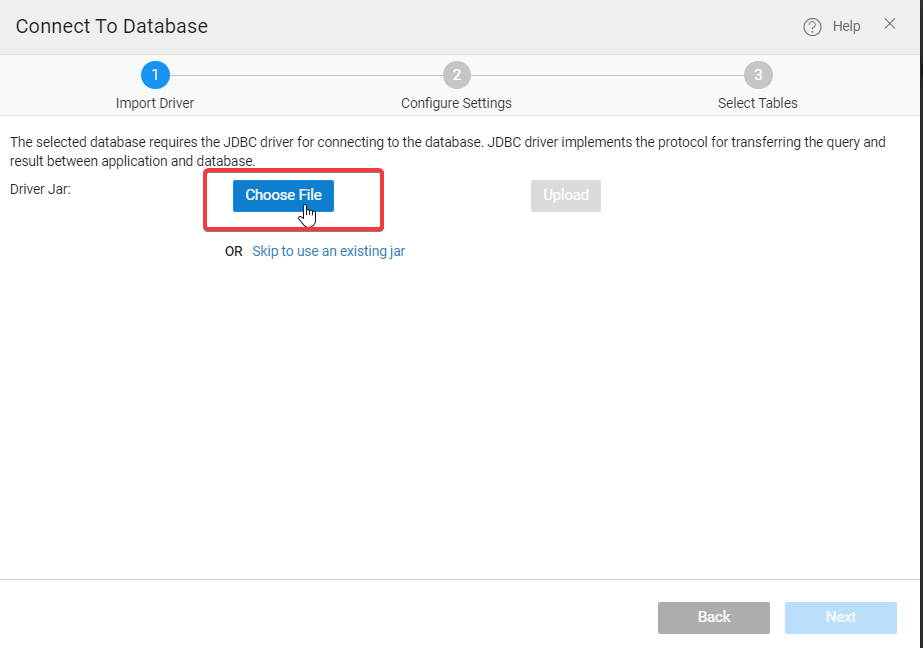 Connect To Database
? Help
1
2
3
Import Driver
Configure Settings
Select Tables
The selected database requires the JDBC driver for connecting to the database. JDBC driver implements the protocol for transferring the query and
result between application and database.
Driver Jar:
Choose File
Upload
OR Skip to use an existing jar
Back
Next